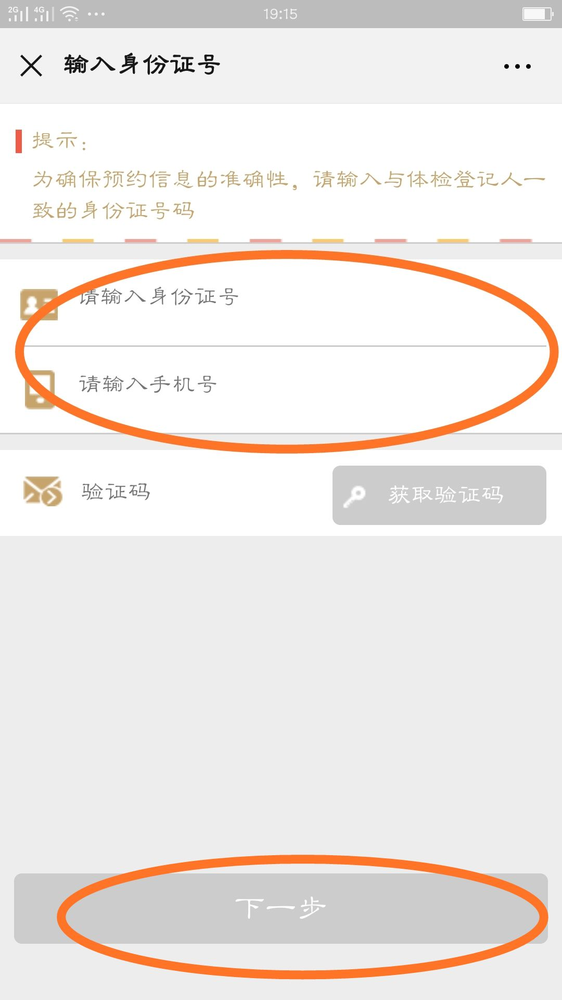 2G 4G 19:15
输入身份证号
提示：
为确保预约信息的准确性，请输入与体检登记人一
致的身份证号码
请输入身份证号
请输入手机号
验证码 获取验证码
下一步